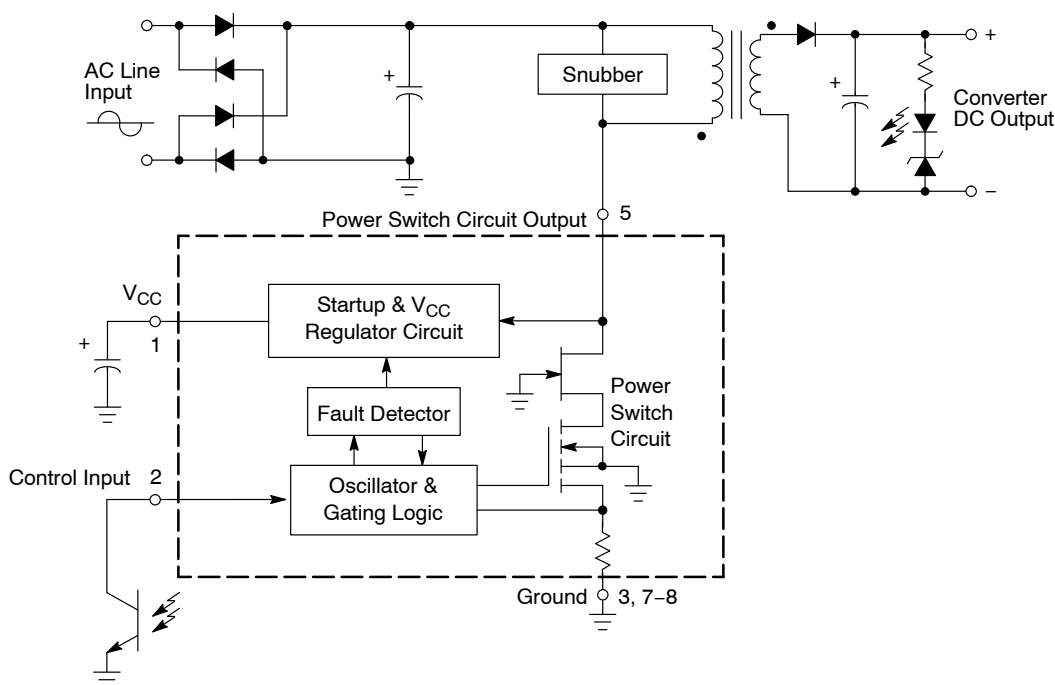 AC Line
Input
+
Snubber
+
+
Converter
DC Output
−
Power Switch Circuit Output
5
VCC
1
+
Startup & VCC
Regulator Circuit
Fault Detector
Power
Switch
Circuit
Control Input
2
Oscillator &
Gating Logic
Ground
3, 7−8